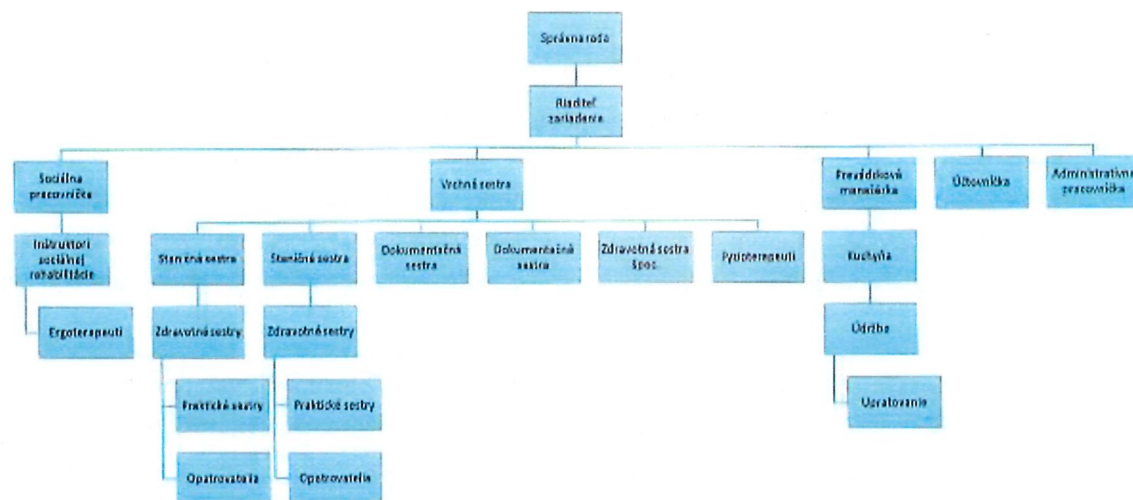 Správna rada
Riaditeľ
zariadenia
Sociálna
pracovníčka
Vrchná sestra
Prevádzková
manažérka
Účtovníčka
Administratívna
pracovníčka
Inštruktori
sociálnej
rehabilitácie
Staničná sestra
Staničná sestra
Dokumentačná
sestra
Dokumentačná
sestra
Zdravotná sestra
špec.
Fyzioterapeuti
Kuchyňa
Ergoterapeuti
Zdravotné sestry
Zdravotné sestry
Údržba
Praktické sestry
Praktické sestry
Upratovanie
Opatrovatelia
Opatrovatelia